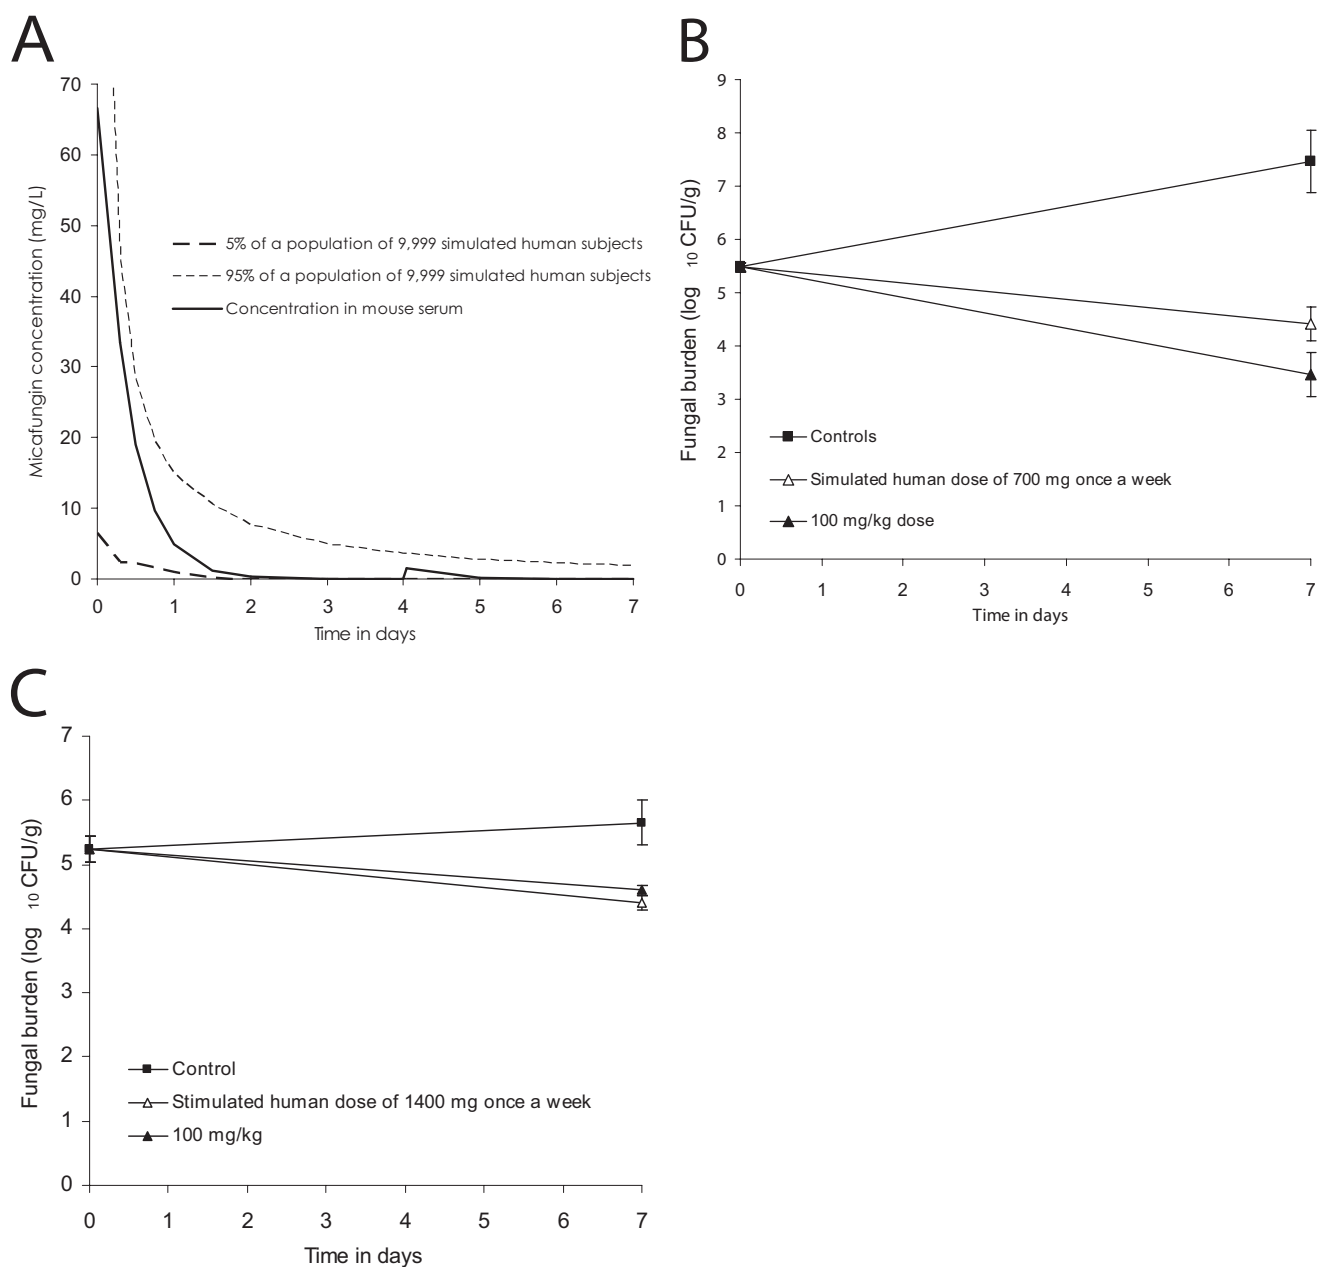 A
70
60
50
40
30
20
10
0
Micafungin concentration (mg/L)
5% of a population of 9,999 simulated human subjects
95% of a population of 9,999 simulated human subjects
Concentration in mouse serum
0 1 2 3 4 5 6 7
Time in days
B
9
8
7
6
5
4
3
2
1
0
Fungal burden (log 10 CFU/g)
Controls
Simulated human dose of 700 mg once a week
100 mg/kg dose
0 1 2 3 4 5 6 7
Time in days
C
7
6
5
4
3
2
1
0
Fungal burden (log 10 CFU/g)
Control
Stimulated human dose of 1400 mg once a week
100 mg/kg
0 1 2 3 4 5 6 7
Time in days